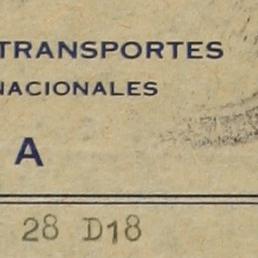 TRANSPORTES
NACIONALES
A
28 D18